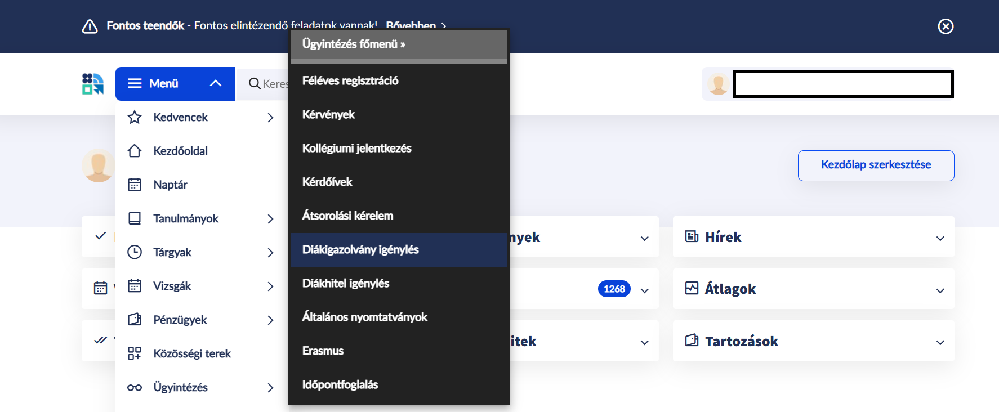 Fontos teendők - Fontos elintézendő feladatok vannak! Bővebben
Menü
Keres
Kedvencek
Kezdőoldal
Naptár
Tanulmányok
Tárgyak
Vizsgák
Pénzügyek
Közösségi terek
Ügyintézés
Ügyintézés főmenü »
Féléves regisztráció
Kérvények
Kollégiumi jelentkezés
Kérdőívek
Átsorolási kérelem
Diákigazolvány igénylés
Diákhitel igénylés
Általános nyomtatványok
Erasmus
Időpontfoglalás
Kezdőlap szerkesztése
nyek
1268
itek
Hírek
Átlagok
Tartozások